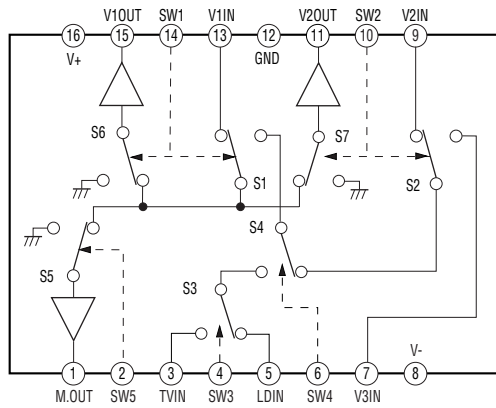 V1OUT SW1 V1IN V2OUT SW2 V2IN
16 15 14 13 12 11 10 9
V+ GND
S6 S7
S1 S2
S4
S5 S3
1 2 3 4 5 6 7 8
V-
M.OUT SW5 TVIN SW3 LDIN SW4 V3IN